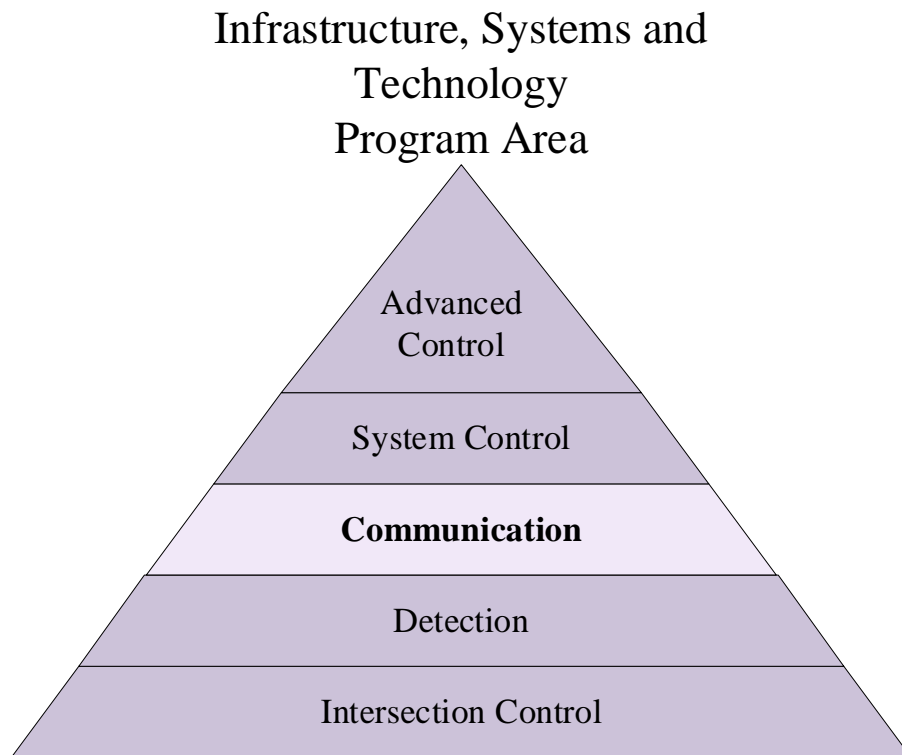 Infrastructure, Systems and
Technology
Program Area
Advanced
Control
System Control
Communication
Detection
Intersection Control